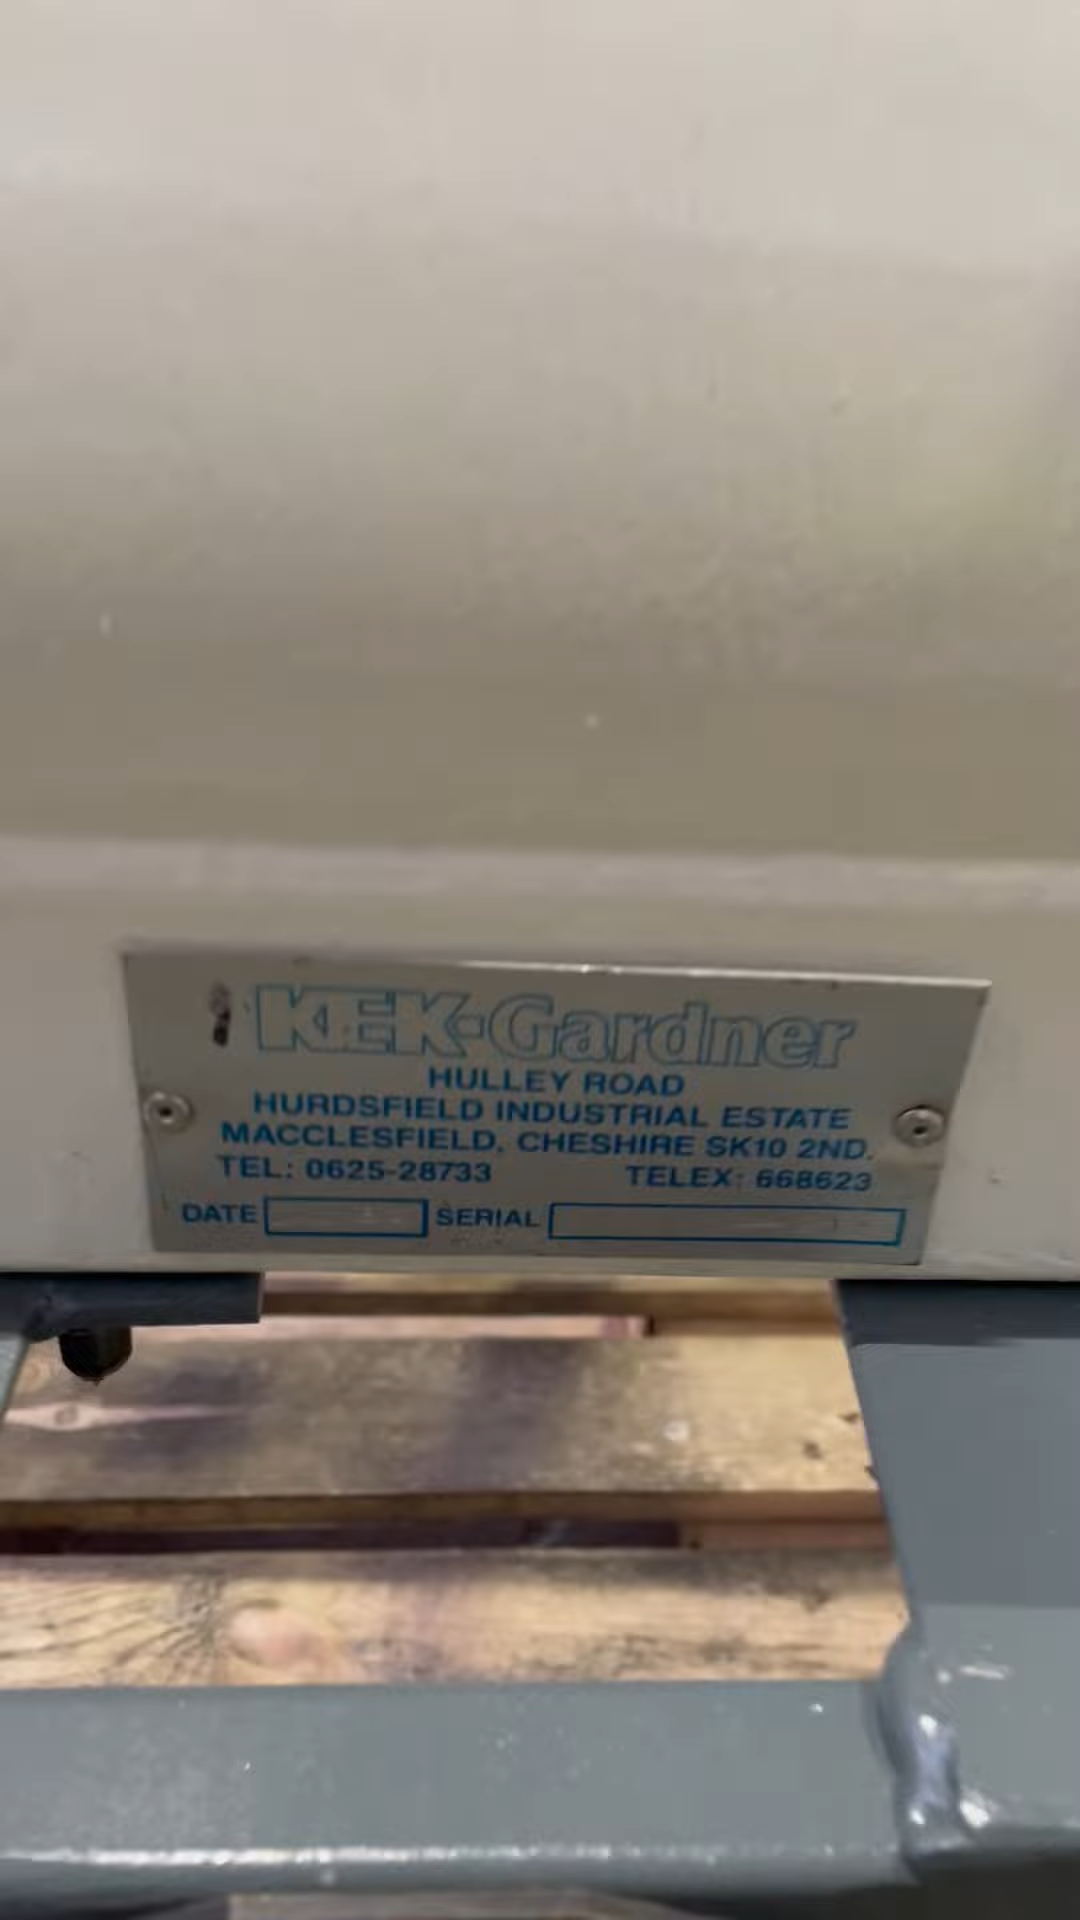 KEK-Gardner
HULLEY ROAD
HURDSFIELD INDUSTRIAL ESTATE
MACCLESFIELD, CHESHIRE SK10 2ND.
TEL: 0625-28733 TELEX: 668623
DATE SERIAL